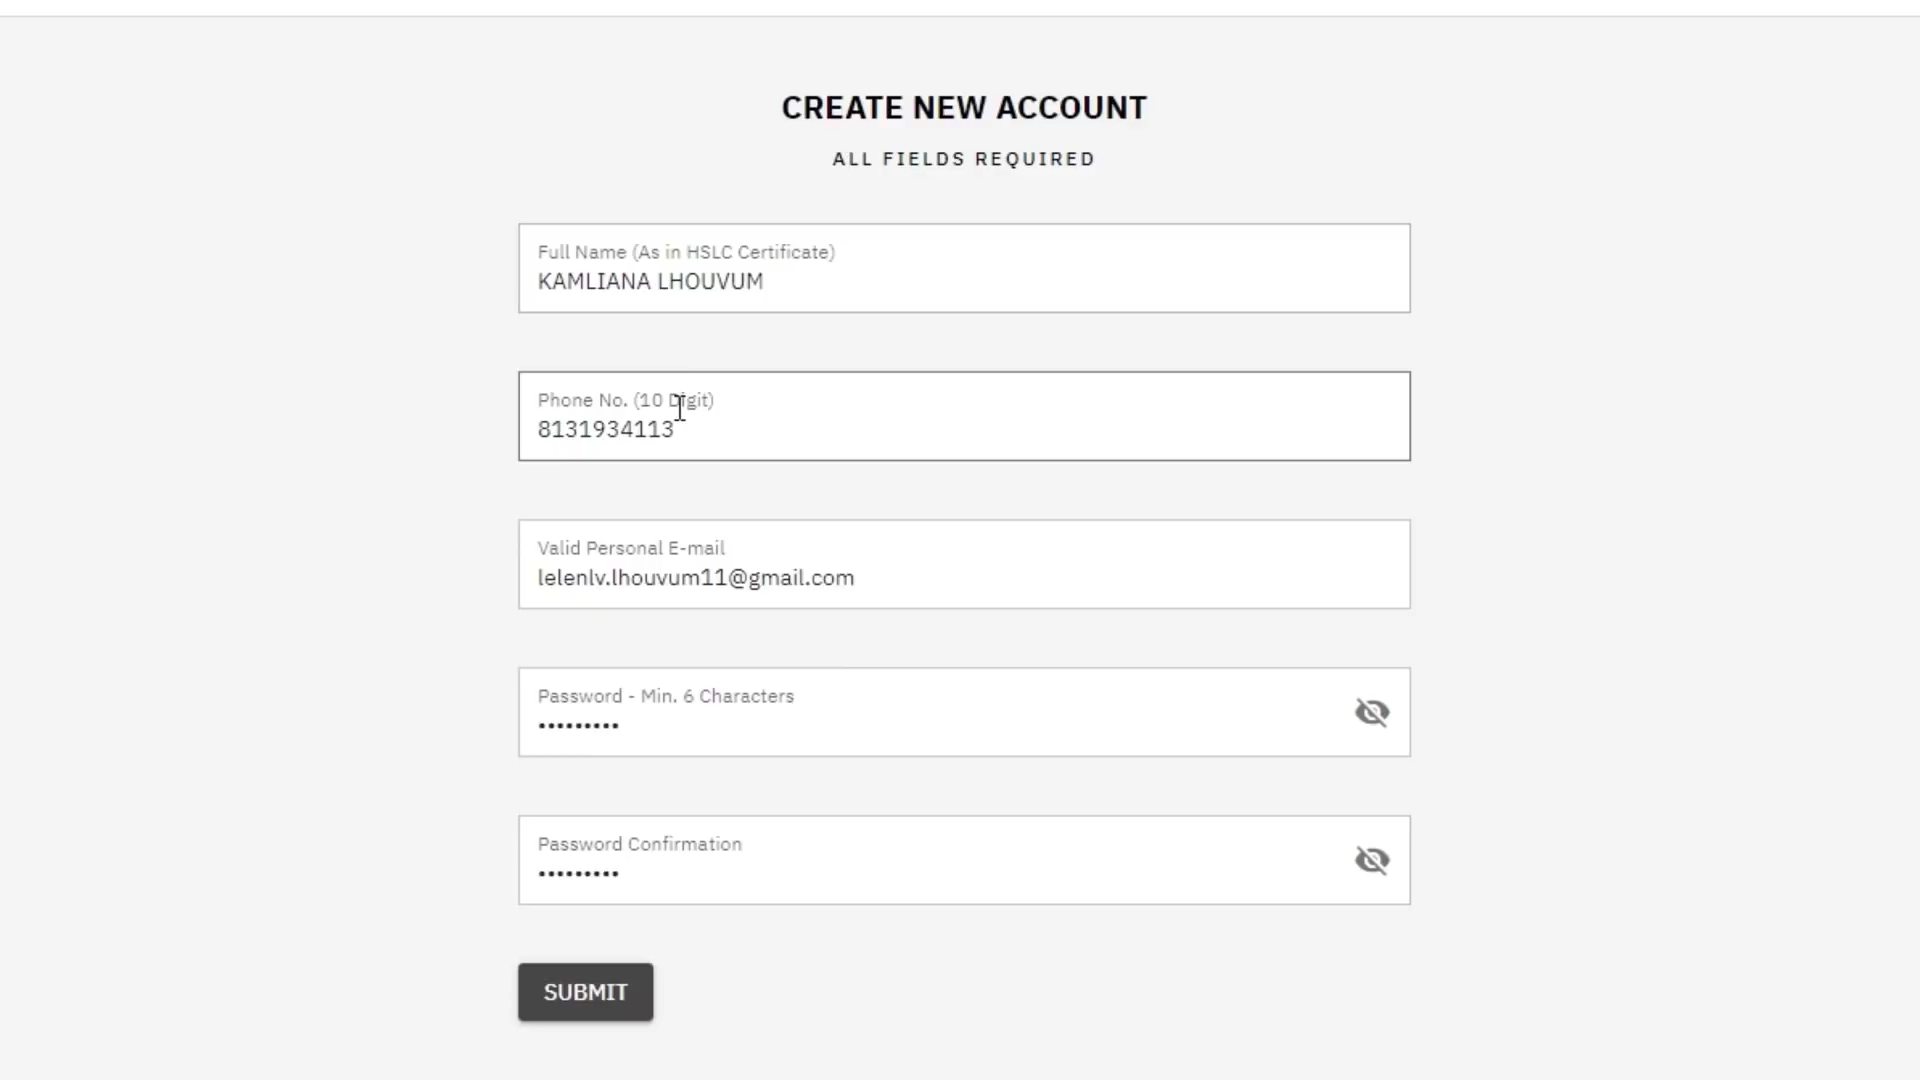 CREATE NEW ACCOUNT
ALL FIELDS REQUIRED
Full Name (As in HSLC Certificate)
KAMLIANA LHOUVUM
Phone No. (10 Digit)
8131934113
Valid Personal E-mail
lelenlv.lhouvum11@gmail.com
Password - Min. 6 Characters
•••••••••
Password Confirmation
•••••••••
SUBMIT